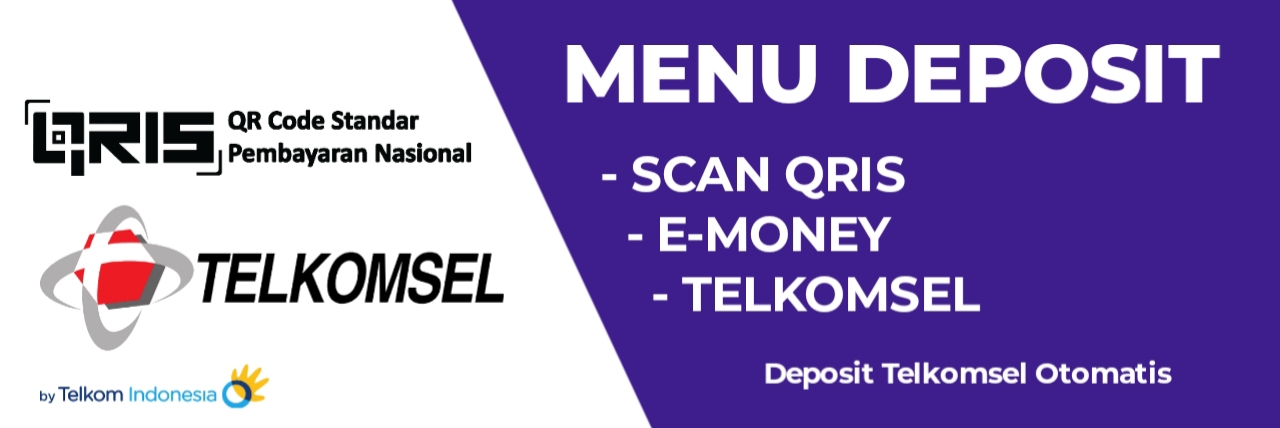 QRIS
QR Code Standar
Pembayaran Nasional
TELKOMSEL
by Telkom Indonesia
MENU DEPOSIT
- SCAN QRIS
- E-MONEY
- TELKOMSEL
Deposit Telkomsel Otomatis